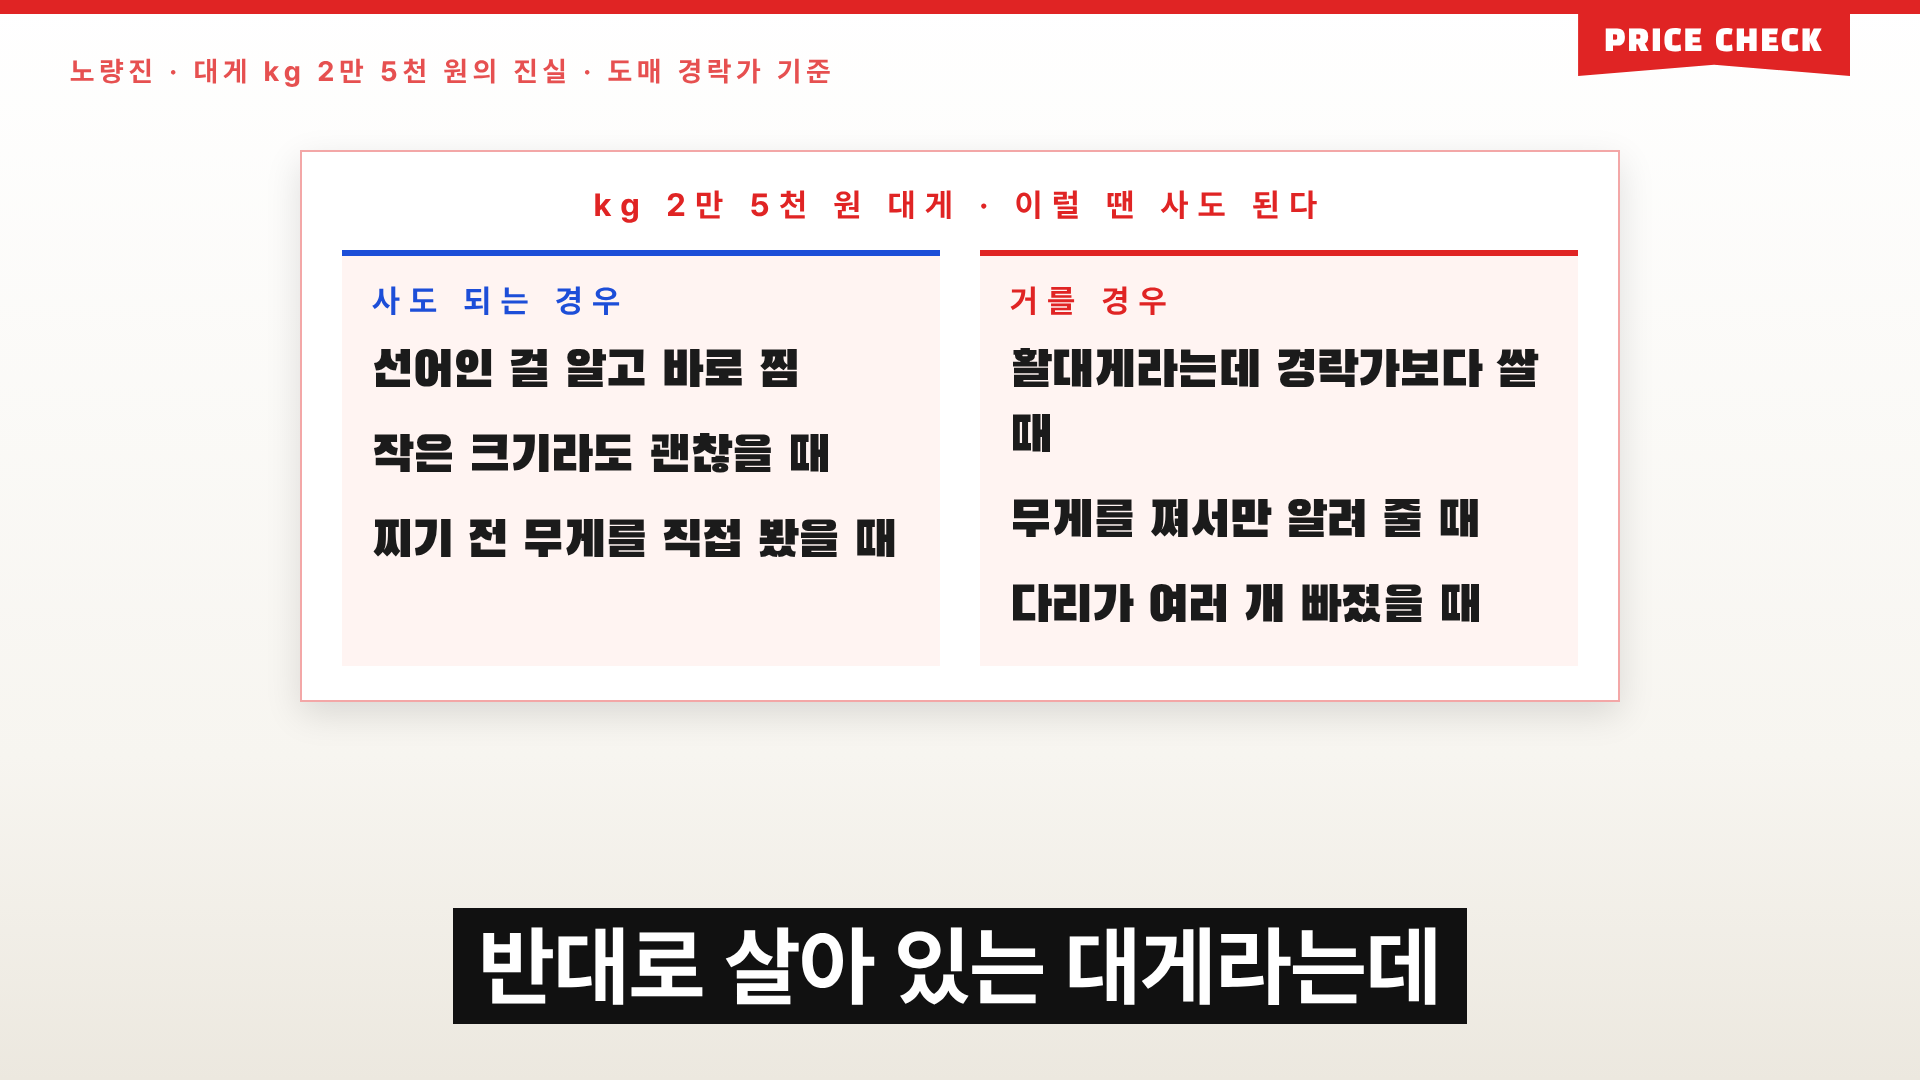 PRICE CHECK
노량진 · 대게 kg 2만 5천 원의 진실 · 도매 경락가 기준
kg 2만 5천 원 대게 · 이럴 땐 사도 된다
사도 되는 경우
선어인 걸 알고 바로 찜
작은 크기라도 괜찮을 때
찌기 전 무게를 직접 봤을 때
거를 경우
활대게라는데 경락가보다 쌀
때
무게를 쪄서만 알려 줄 때
다리가 여러 개 빠졌을 때
반대로 살아 있는 대게라는데